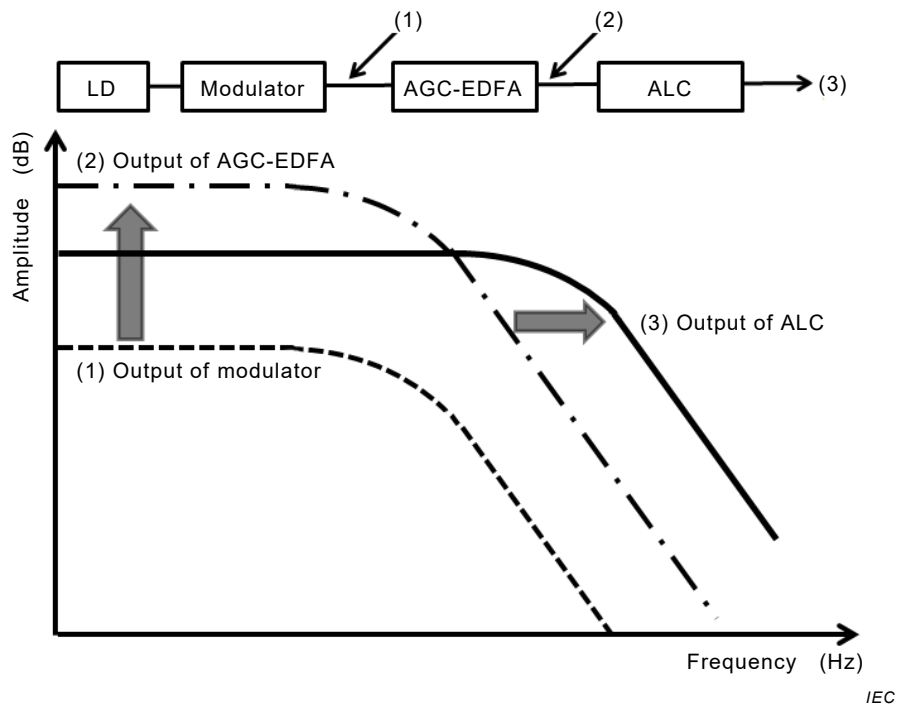 (1)
(2)
LD
Modulator
AGC-EDFA
ALC
(3)
Amplitude (dB)
(2) Output of AGC-EDFA
(3) Output of ALC
(1) Output of modulator
Frequency (Hz)
IEC